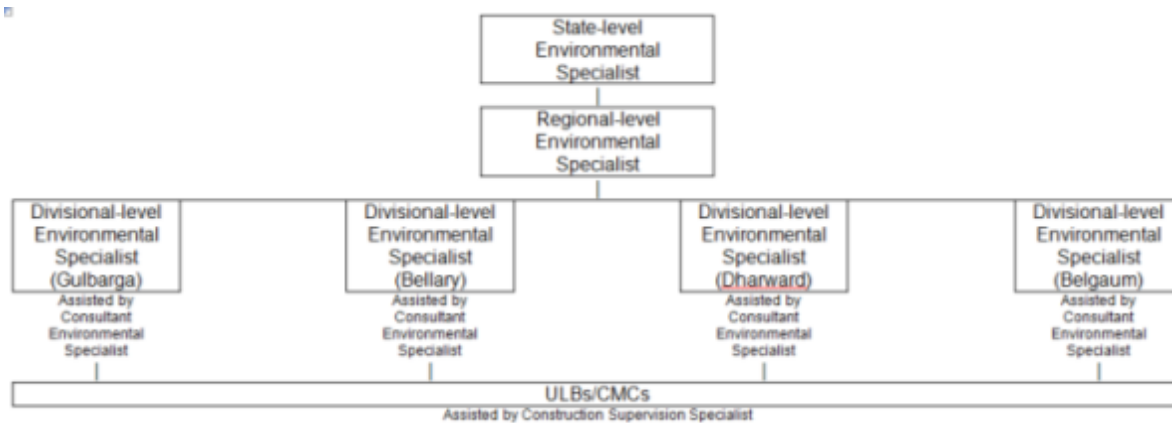 State-level
Environmental
Specialist
Regional-level
Environmental
Specialist
Divisional-level
Environmental
Specialist
(Gulbarga)
Assisted by
Consultant
Environmental
Specialist
Divisional-level
Environmental
Specialist
(Bellary)
Assisted by
Consultant
Environmental
Specialist
Divisional-level
Environmental
Specialist
(Dharward)
Assisted by
Consultant
Environmental
Specialist
Divisional-level
Environmental
Specialist
(Belgaum)
Assisted by
Consultant
Environmental
Specialist
ULBs/CMCs
Assisted by Construction Supervision Specialist